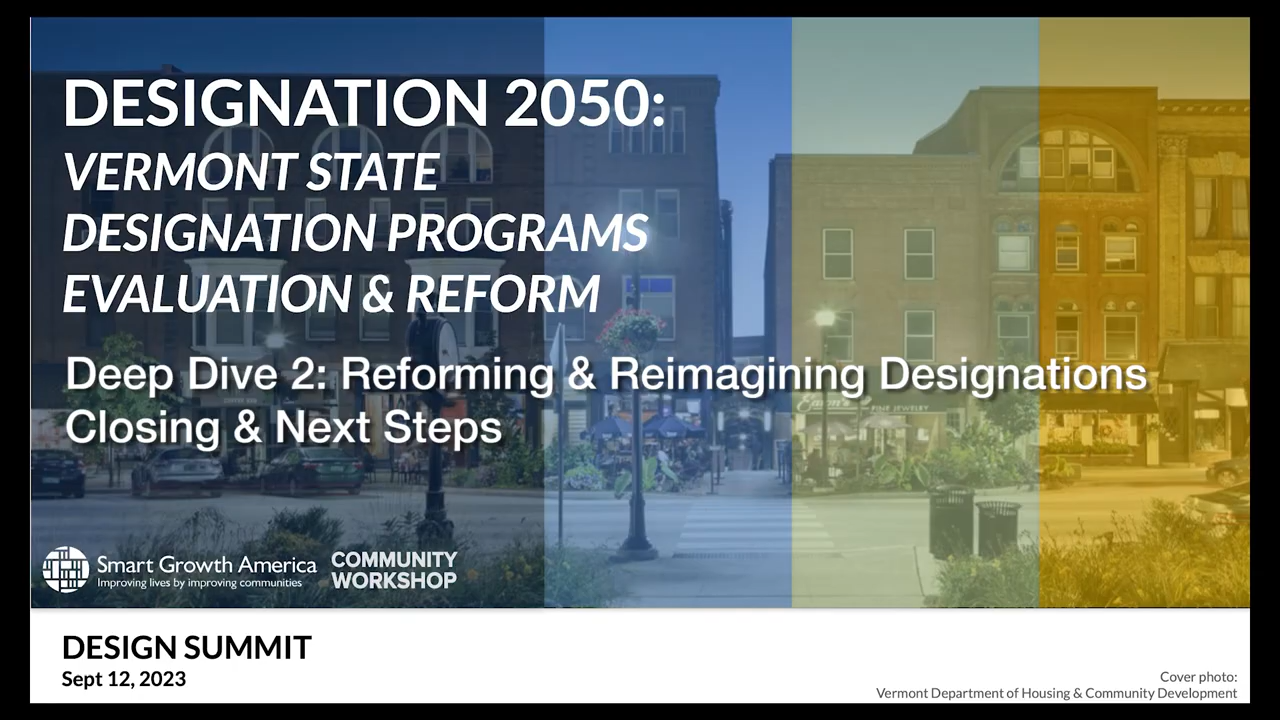 DESIGNATION 2050:
VERMONT STATE
DESIGNATION PROGRAMS
EVALUATION & REFORM
Deep Dive 2: Reforming & Reimagining Designations
Closing & Next Steps
FINE JEWELRY
Smart Growth America
Improving lives by improving communities
COMMUNITY
WORKSHOP
DESIGN SUMMIT
Sept 12, 2023
Cover photo:
Vermont Department of Housing & Community Development